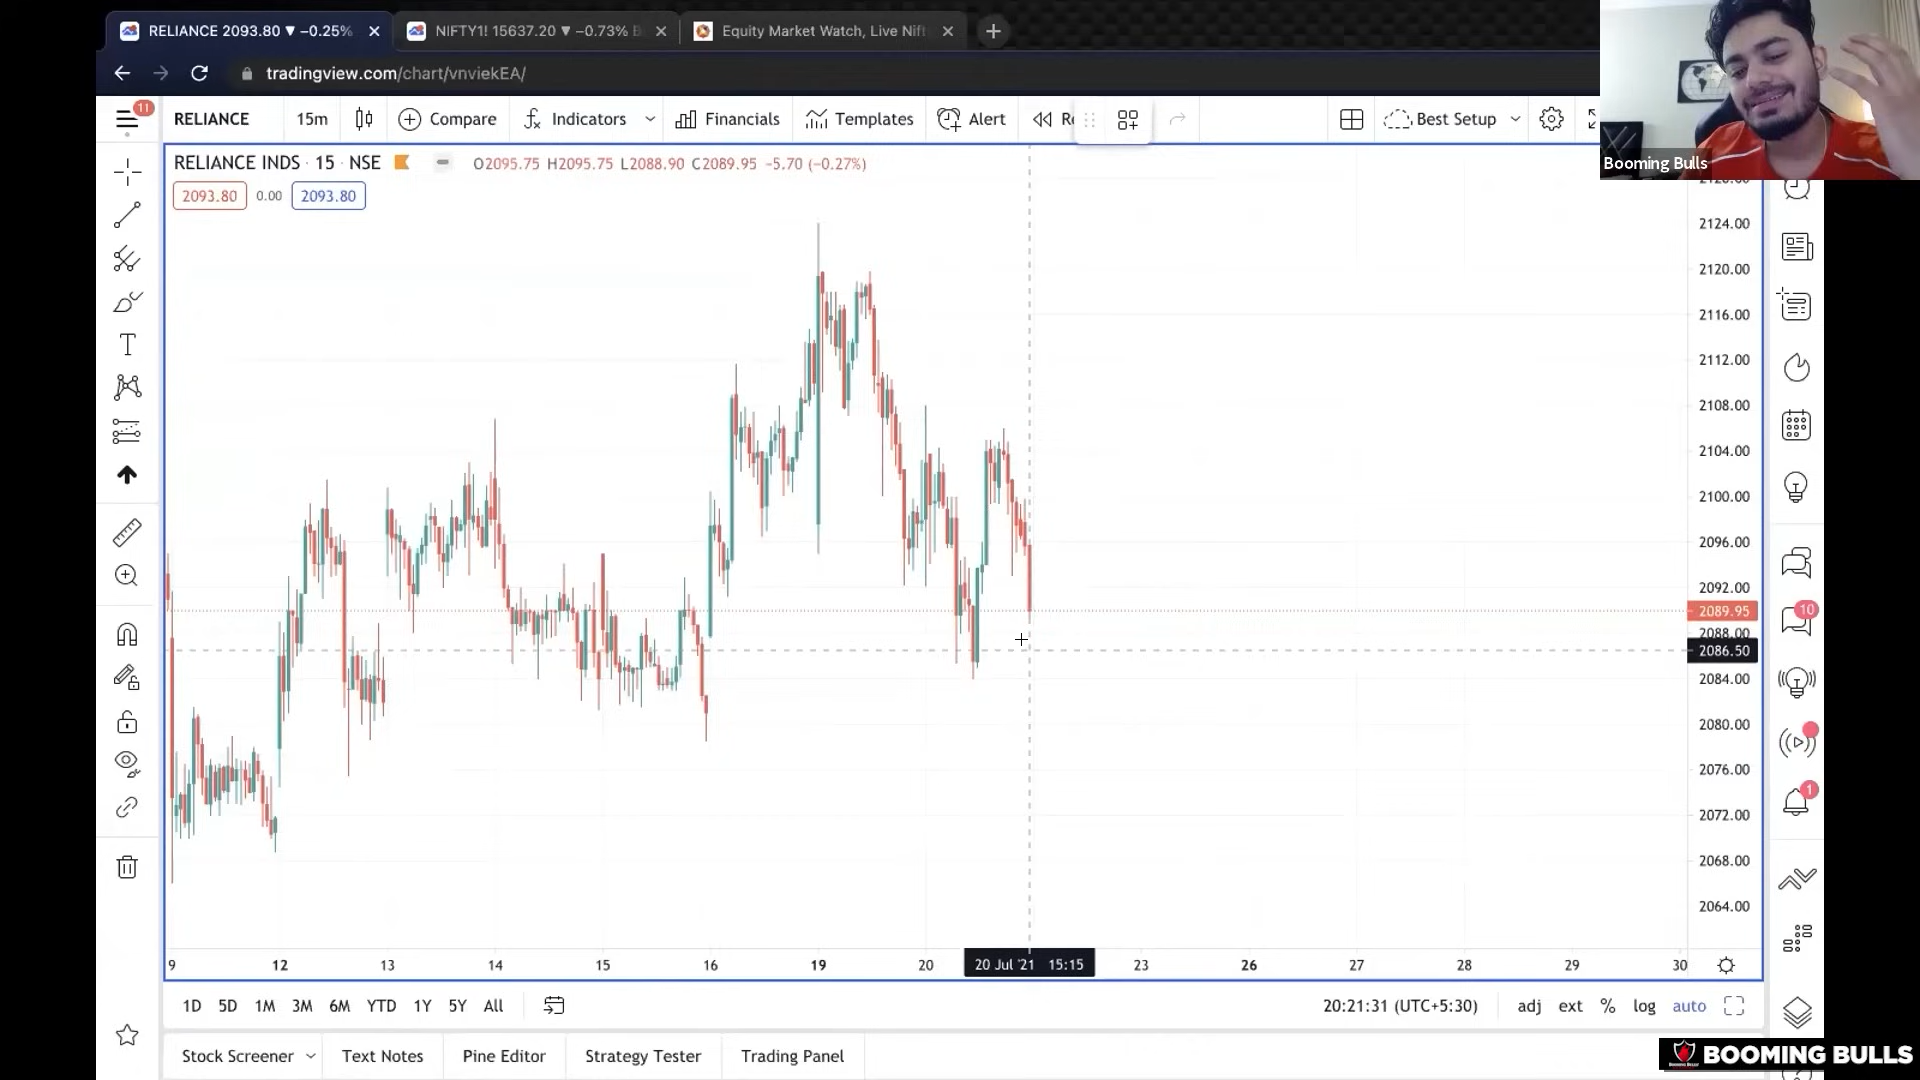 RELIANCE 2093.80 ▼ −0.25%
NIFTY1! 15637.20 ▼ −0.73%
Equity Market Watch, Live Nift
tradingview.com/chart/vnviekEA/
Booming Bulls
11
RELIANCE 15m Compare Indicators Financials Templates Alert Best Setup
RELIANCE INDS · 15 · NSE O2095.75 H2095.75 L2088.90 C2089.95 −5.70 (−0.27%)
2093.80 0.00 2093.80
2124.00
2120.00
2116.00
2112.00
2108.00
2104.00
2100.00
2096.00
2092.00
2089.95
2088.00
2086.50
2084.00
2080.00
2076.00
2072.00
2068.00
2064.00
10
1
9 12 13 14 15 16 19 20 20 Jul '21 15:15 23 26 27 28 29 30
1D 5D 1M 3M 6M YTD 1Y 5Y All 20:21:31 (UTC+5:30) adj ext % log auto
Stock Screener Text Notes Pine Editor Strategy Tester Trading Panel
BOOMING BULLS